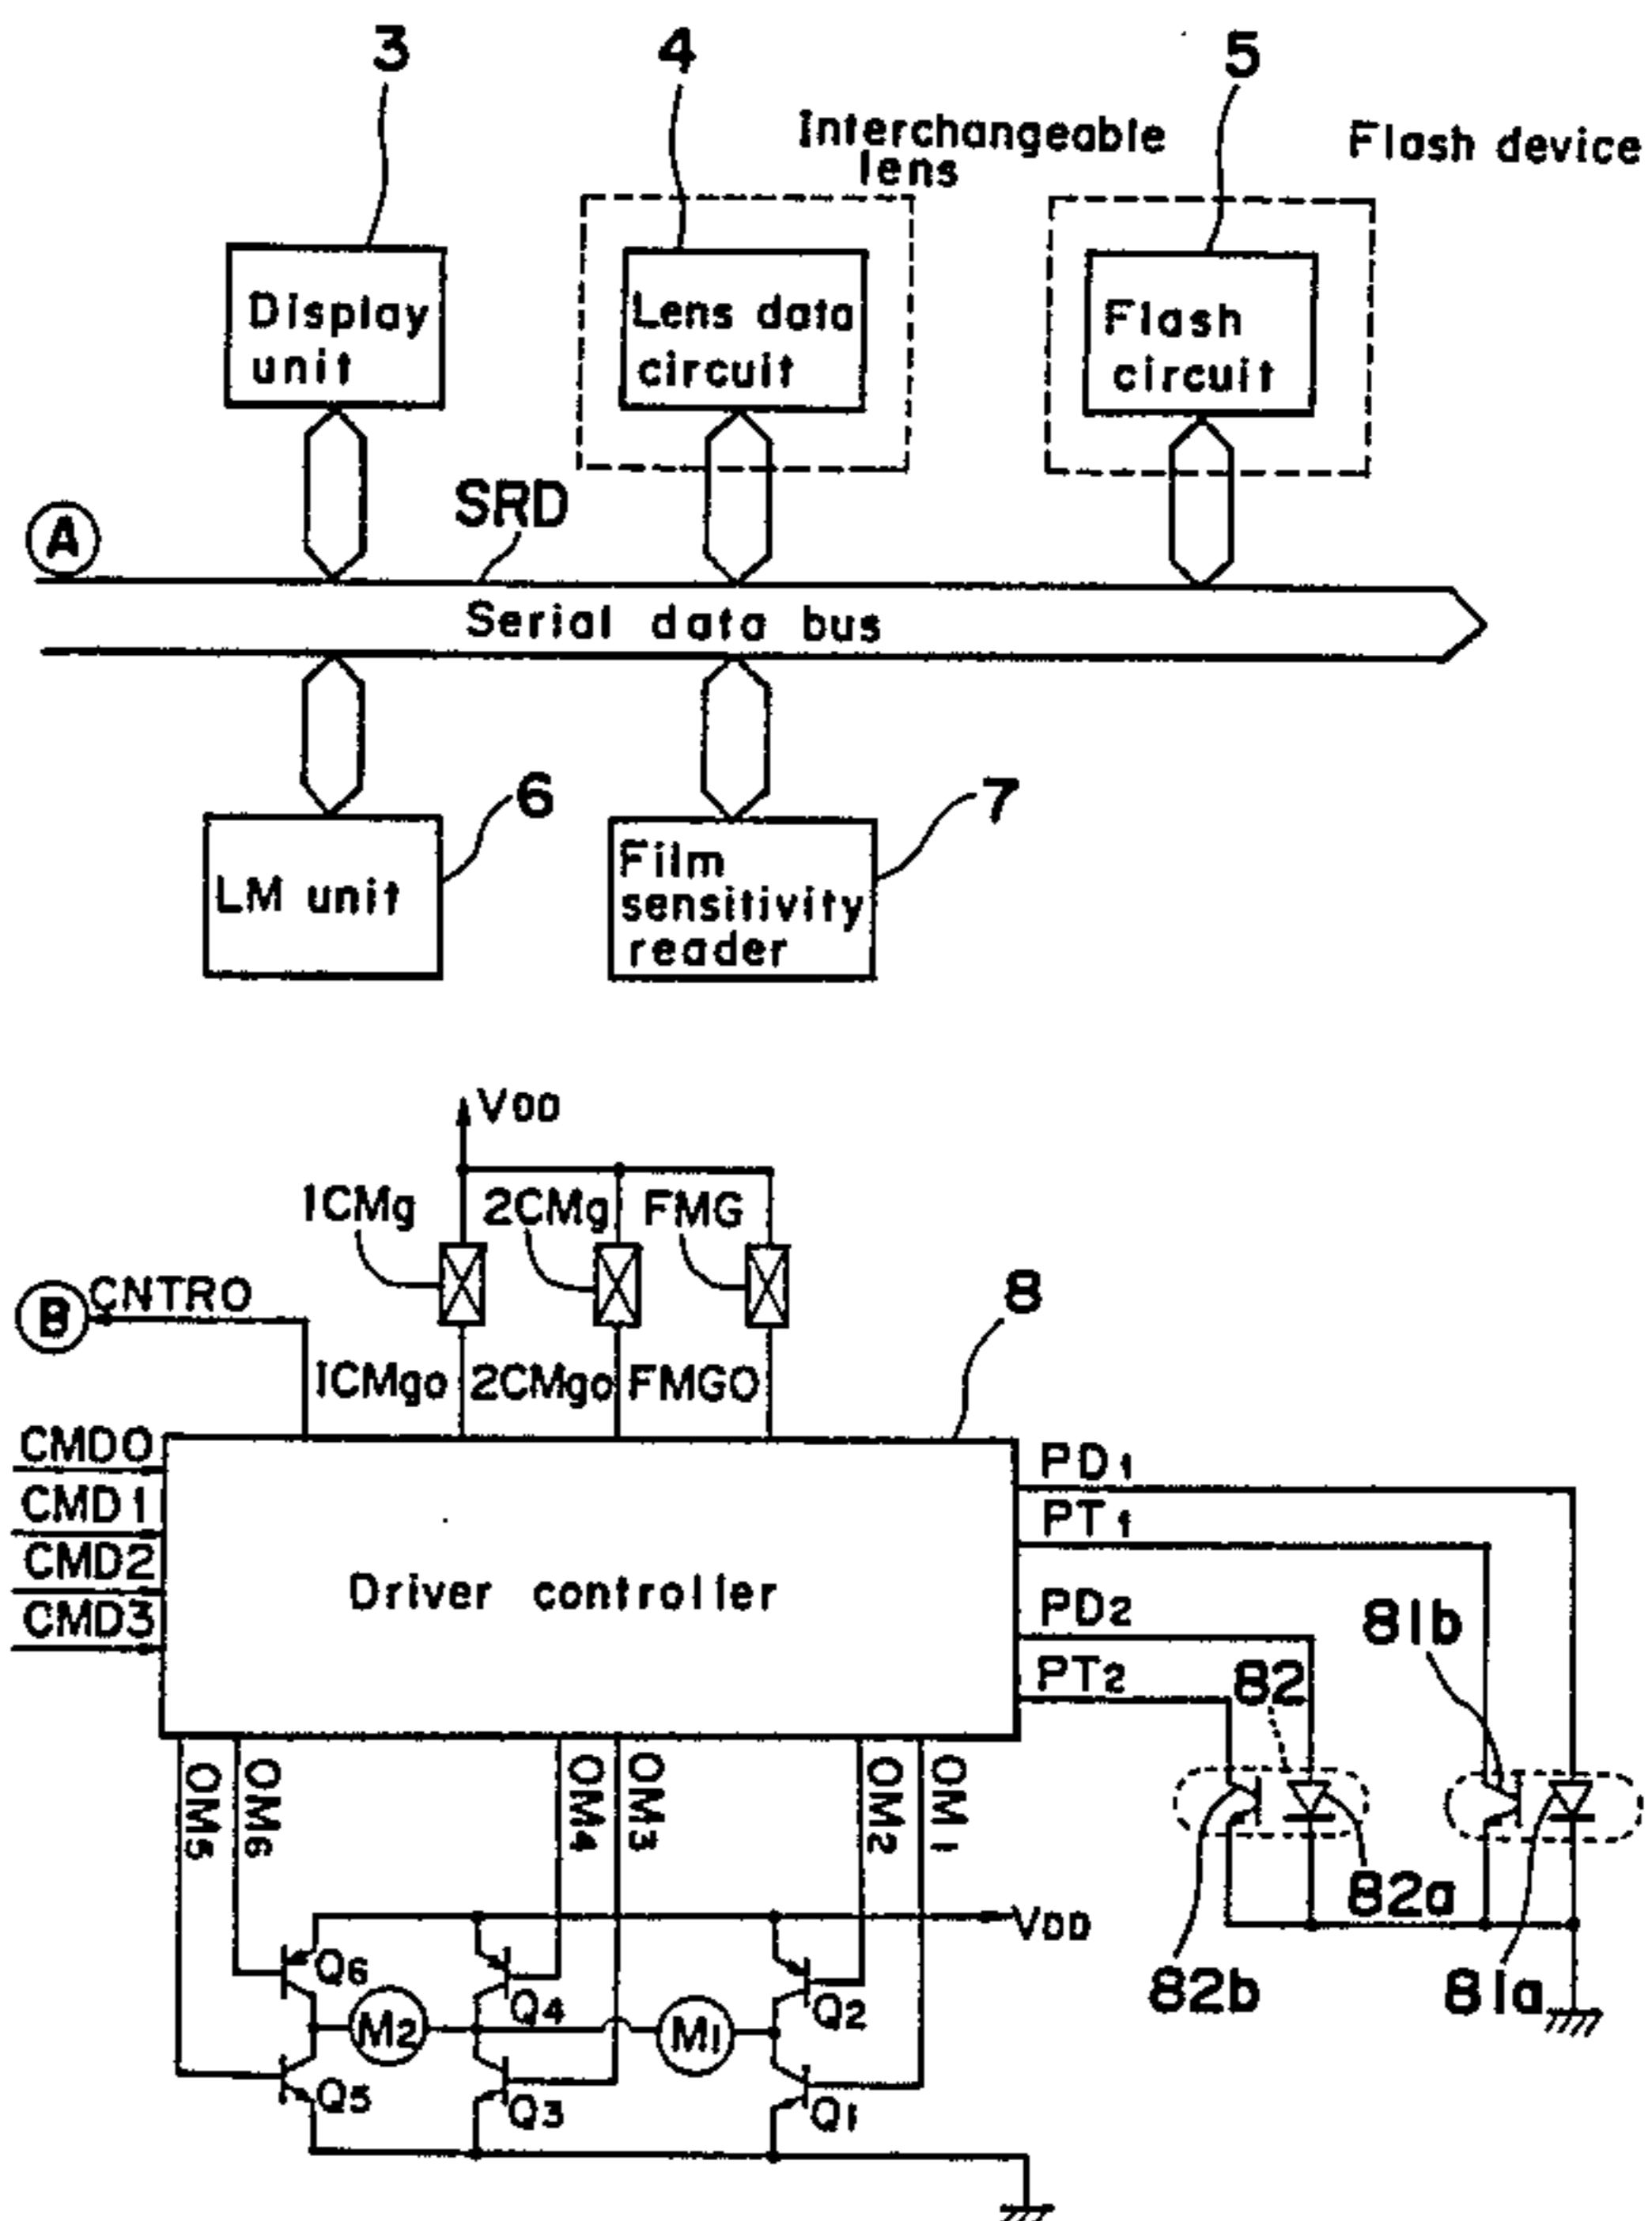 3
4
5
Interchangeable
lens
Flash device
Display
unit
Lens data
circuit
Flash
circuit
A
SRD
Serial data bus
6
7
LM unit
Film
sensitivity
reader
VDD
1CMg
2CMg
FMG
8
B
CNTRO
1CMgo
2CMgo
FMGO
CMD0
CMD1
CMD2
CMD3
Driver controller
PD1
PT1
PD2
PT2
81b
82
OM5
OM6
OM4
OM3
OM2
OM1
82a
VDD
Q6
Q4
Q2
82b
81a
M2
M1
Q5
Q3
Q1